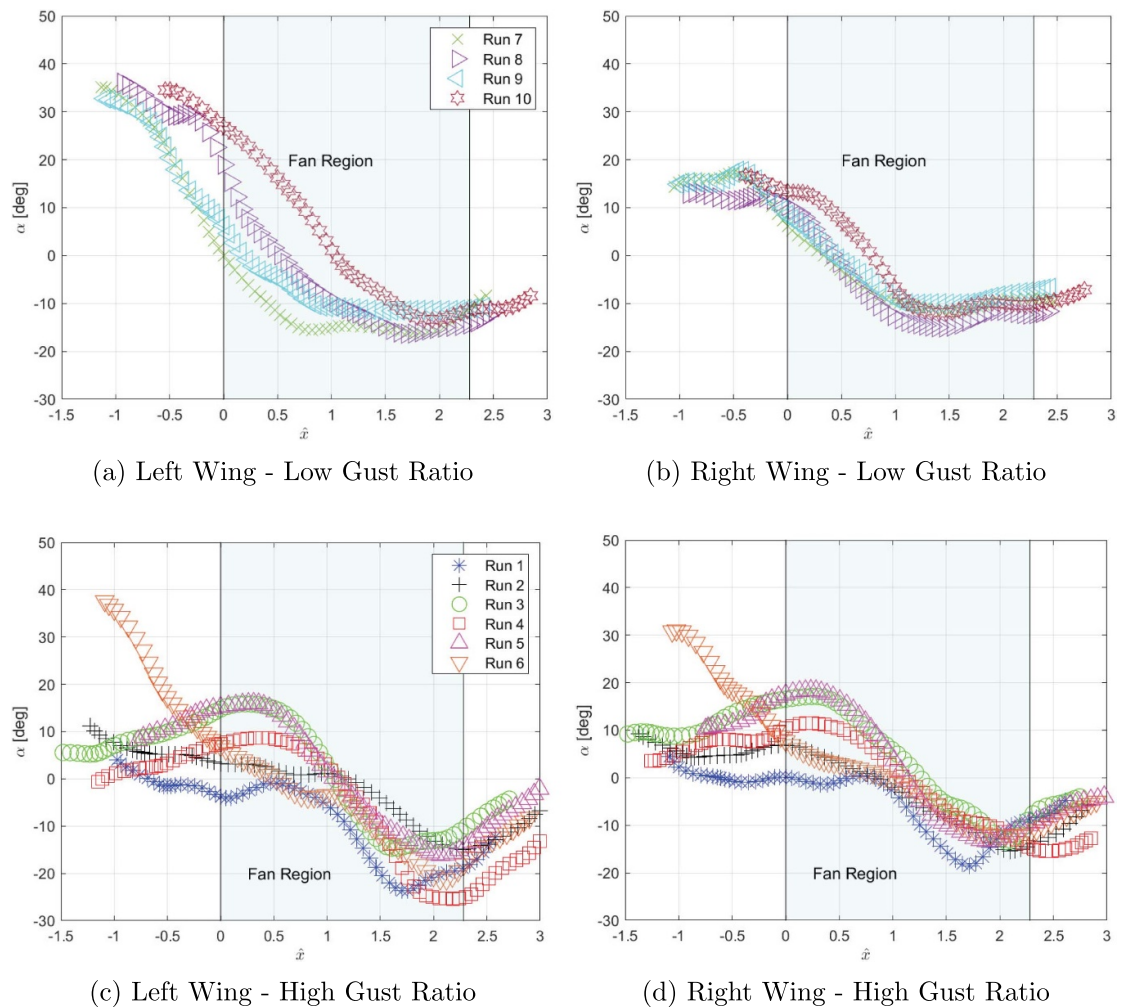 50
40
30
20
10
0
-10
-20
-30
α [deg]
Run 7
Run 8
Run 9
Run 10
Fan Region
-1.5 -1 -0.5 0 0.5 1 1.5 2 2.5 3
x̂
(a) Left Wing - Low Gust Ratio
50
40
30
20
10
0
-10
-20
-30
α [deg]
Fan Region
-1.5 -1 -0.5 0 0.5 1 1.5 2 2.5 3
x̂
(b) Right Wing - Low Gust Ratio
50
40
30
20
10
0
-10
-20
-30
α [deg]
Run 1
Run 2
Run 3
Run 4
Run 5
Run 6
Fan Region
-1.5 -1 -0.5 0 0.5 1 1.5 2 2.5 3
x̂
(c) Left Wing - High Gust Ratio
50
40
30
20
10
0
-10
-20
-30
α [deg]
Fan Region
-1.5 -1 -0.5 0 0.5 1 1.5 2 2.5 3
x̂
(d) Right Wing - High Gust Ratio